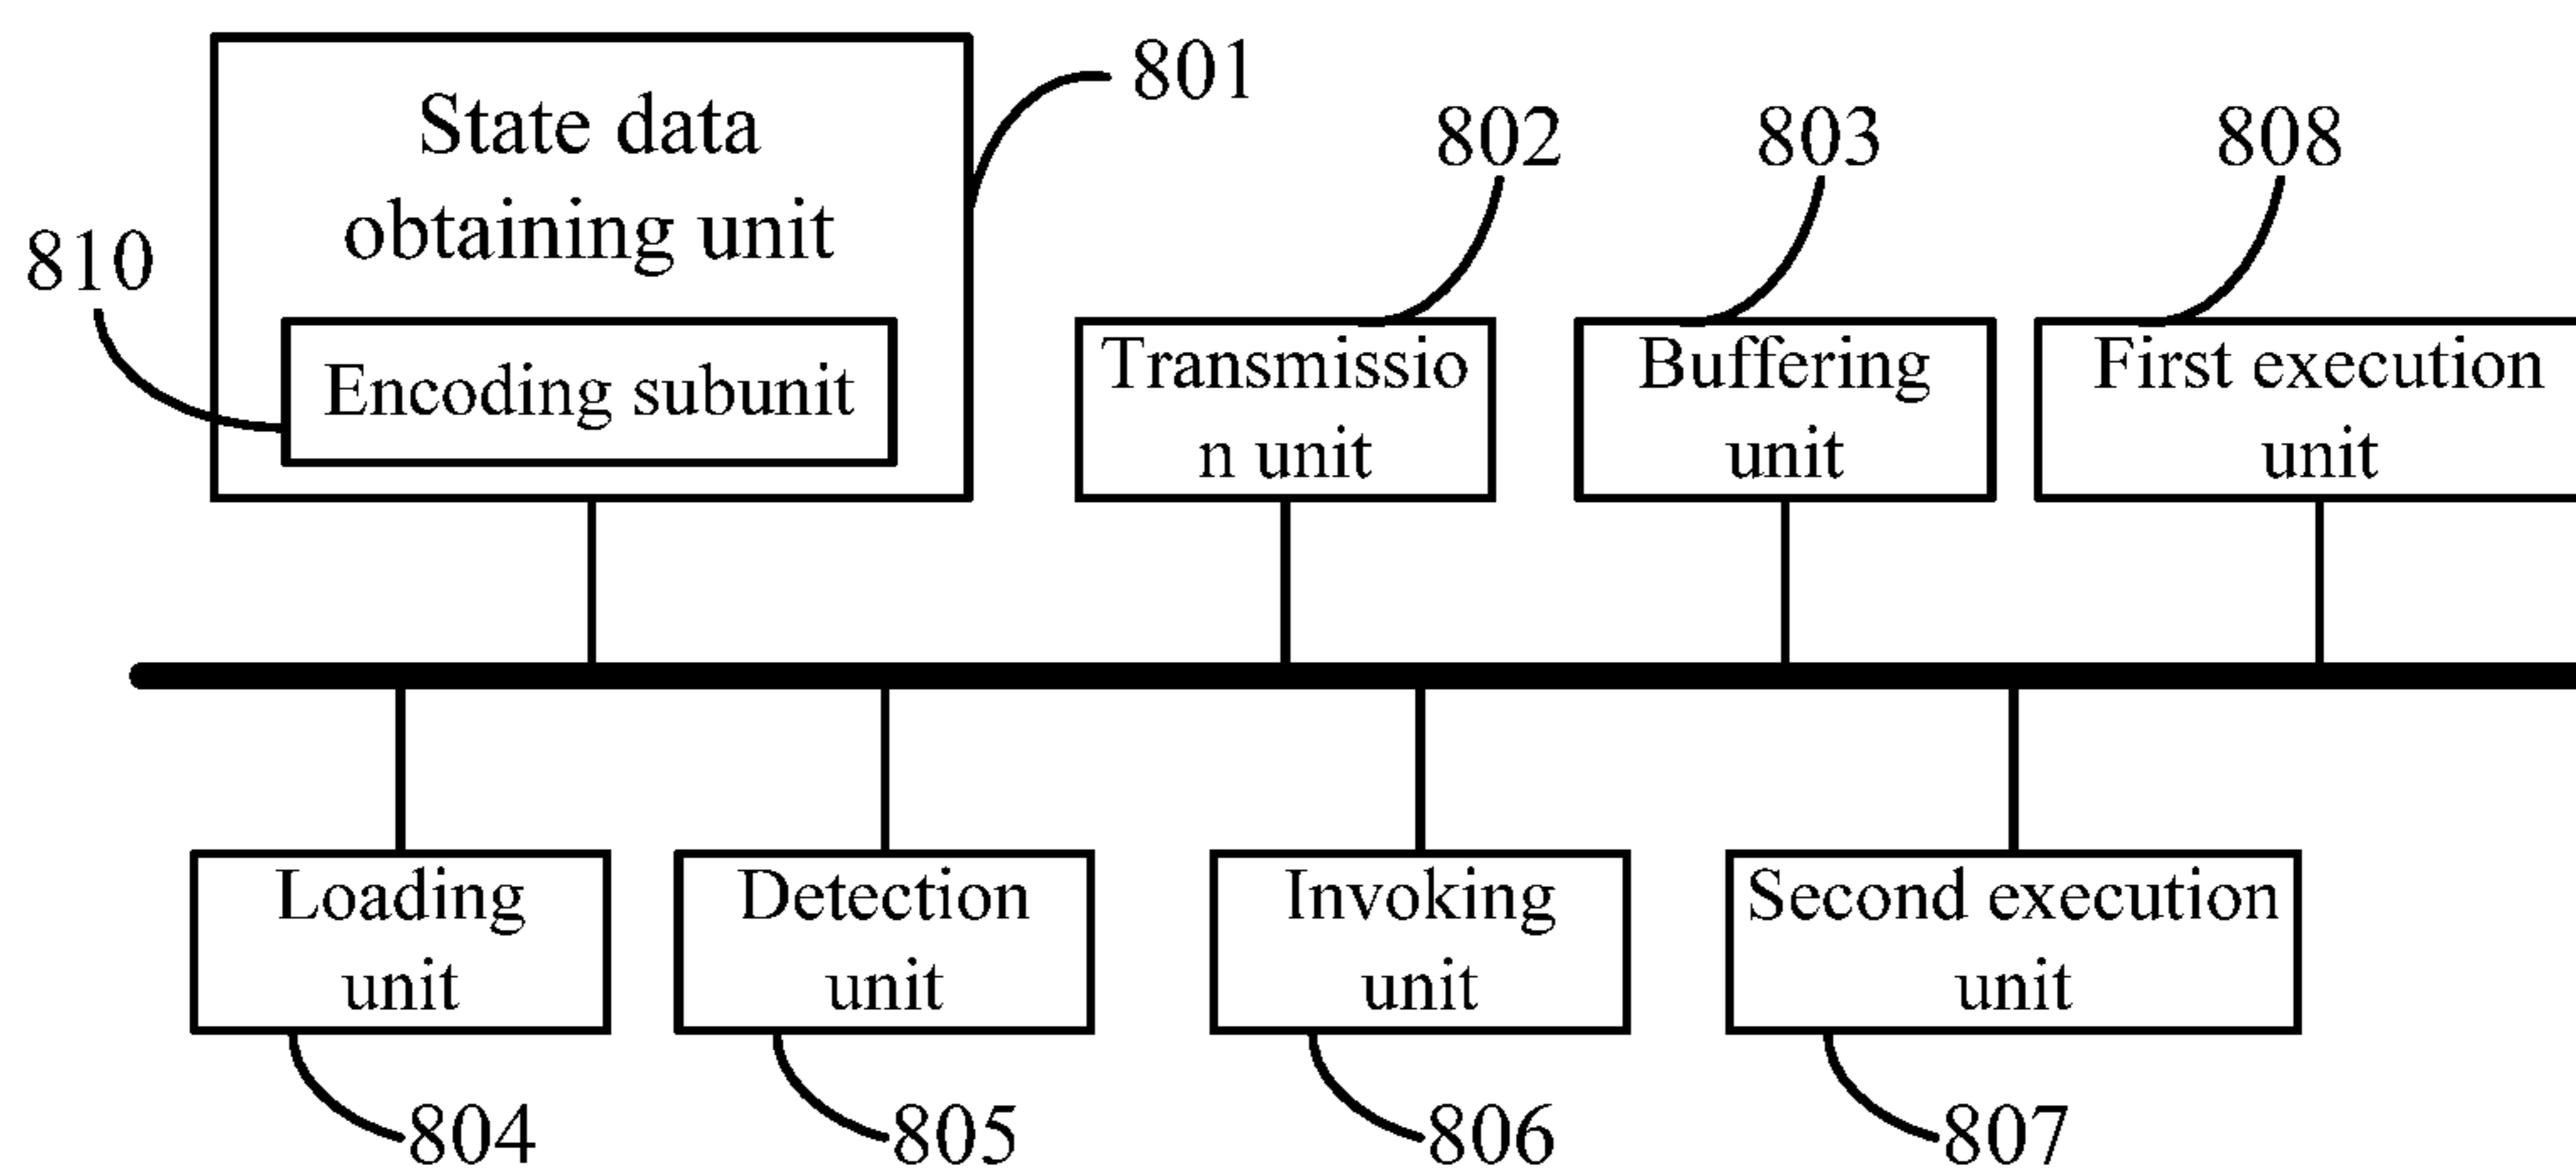 801
State data
obtaining unit
810
Encoding subunit
802
Transmissio
n unit
803
Buffering
unit
808
First execution
unit
Loading
unit
804
Detection
unit
805
Invoking
unit
806
Second execution
unit
807